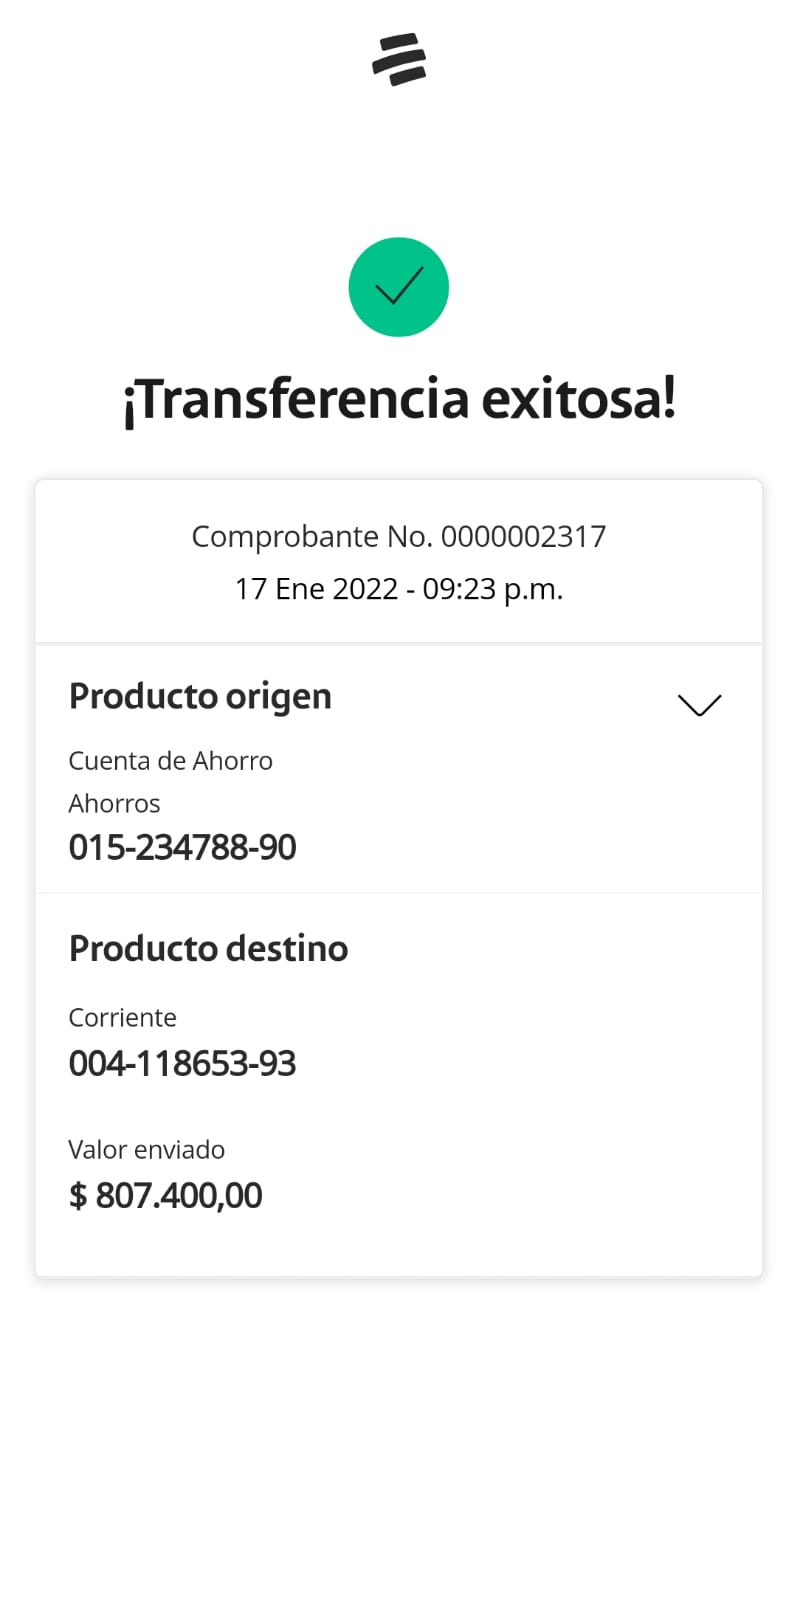 ¡Transferencia exitosa!
Comprobante No. 0000002317
17 Ene 2022 - 09:23 p.m.
Producto origen
Cuenta de Ahorro
Ahorros
015-234788-90
Producto destino
Corriente
004-118653-93
Valor enviado
$ 807.400,00